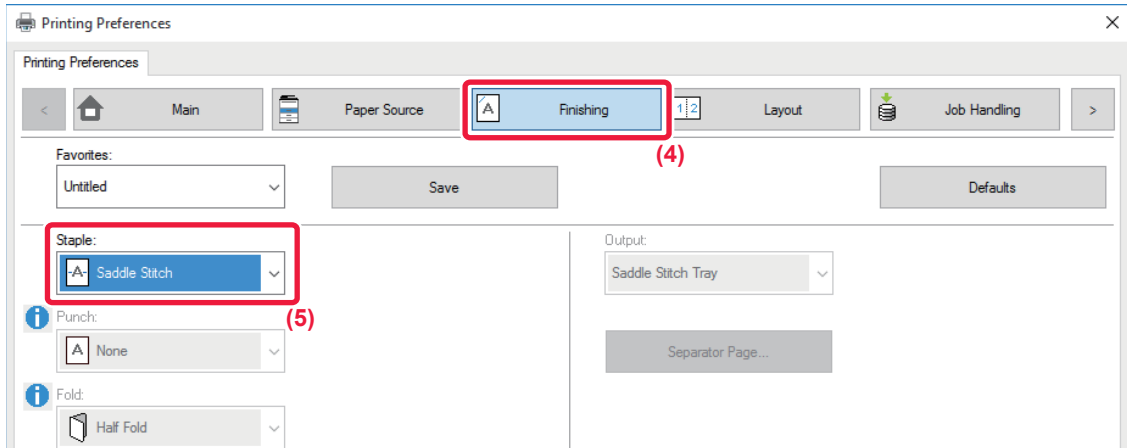 Printing Preferences
Printing Preferences
< Main Paper Source A Finishing 1 2 Layout Job Handling >
(4)
Favorites:
Untitled Save Defaults
Staple: Output:
-A- Saddle Stitch Saddle Stitch Tray
(5)
i Punch:
A None Separator Page...
i Fold:
Half Fold